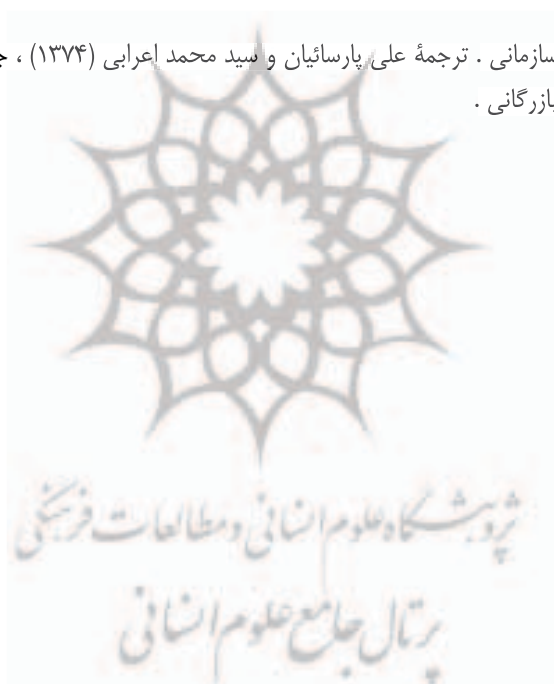 سازمانی . ترجمهٔ علی پارسائیان و سید محمد اعرابی (۱۳۷۴) ،
بازرگانی .
پژوهشگاه علوم انسانی و مطالعات فرهنگی
پرتال جامع علوم انسانی